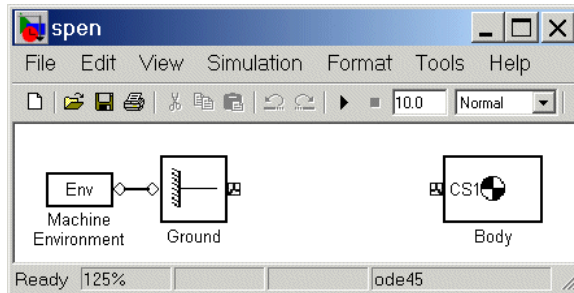 spen
File Edit View Simulation Format Tools Help
10.0 Normal
Env
CS1
Machine
Environment
Ground
Body
Ready 125% ode45